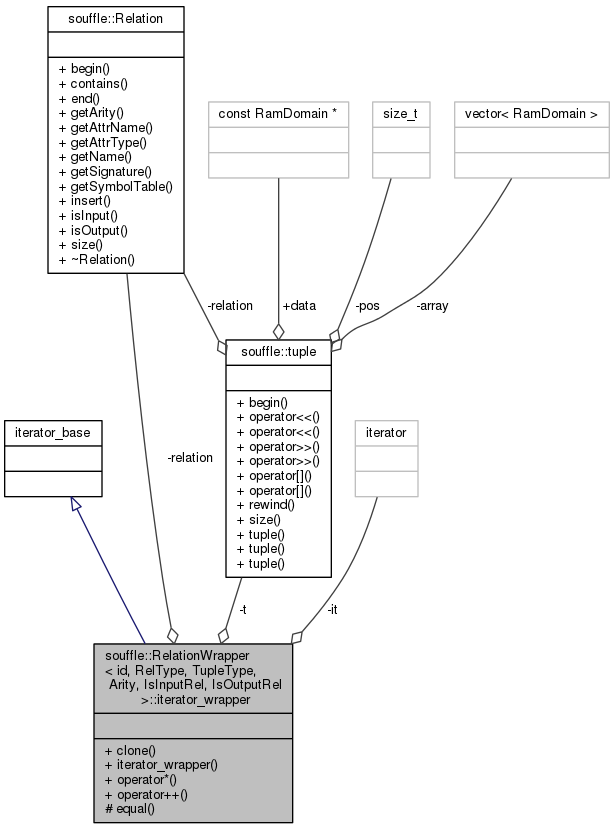 souffle::Relation
+ begin()
+ contains()
+ end()
+ getArity()
+ getAttrName()
+ getAttrType()
+ getName()
+ getSignature()
+ getSymbolTable()
+ insert()
+ isInput()
+ isOutput()
+ size()
+ ~Relation()
const RamDomain *
size_t
vector< RamDomain >
-relation
+data
-pos
-array
souffle::tuple
+ begin()
+ operator<<()
+ operator<<()
+ operator>>()
+ operator>>()
+ operator[]()
+ operator[]()
+ rewind()
+ size()
+ tuple()
+ tuple()
+ tuple()
iterator_base
iterator
-relation
-t
-it
souffle::RelationWrapper
< id, RelType, TupleType,
Arity, IsInputRel, IsOutputRel
>::iterator_wrapper
+ clone()
+ iterator_wrapper()
+ operator*()
+ operator++()
# equal()